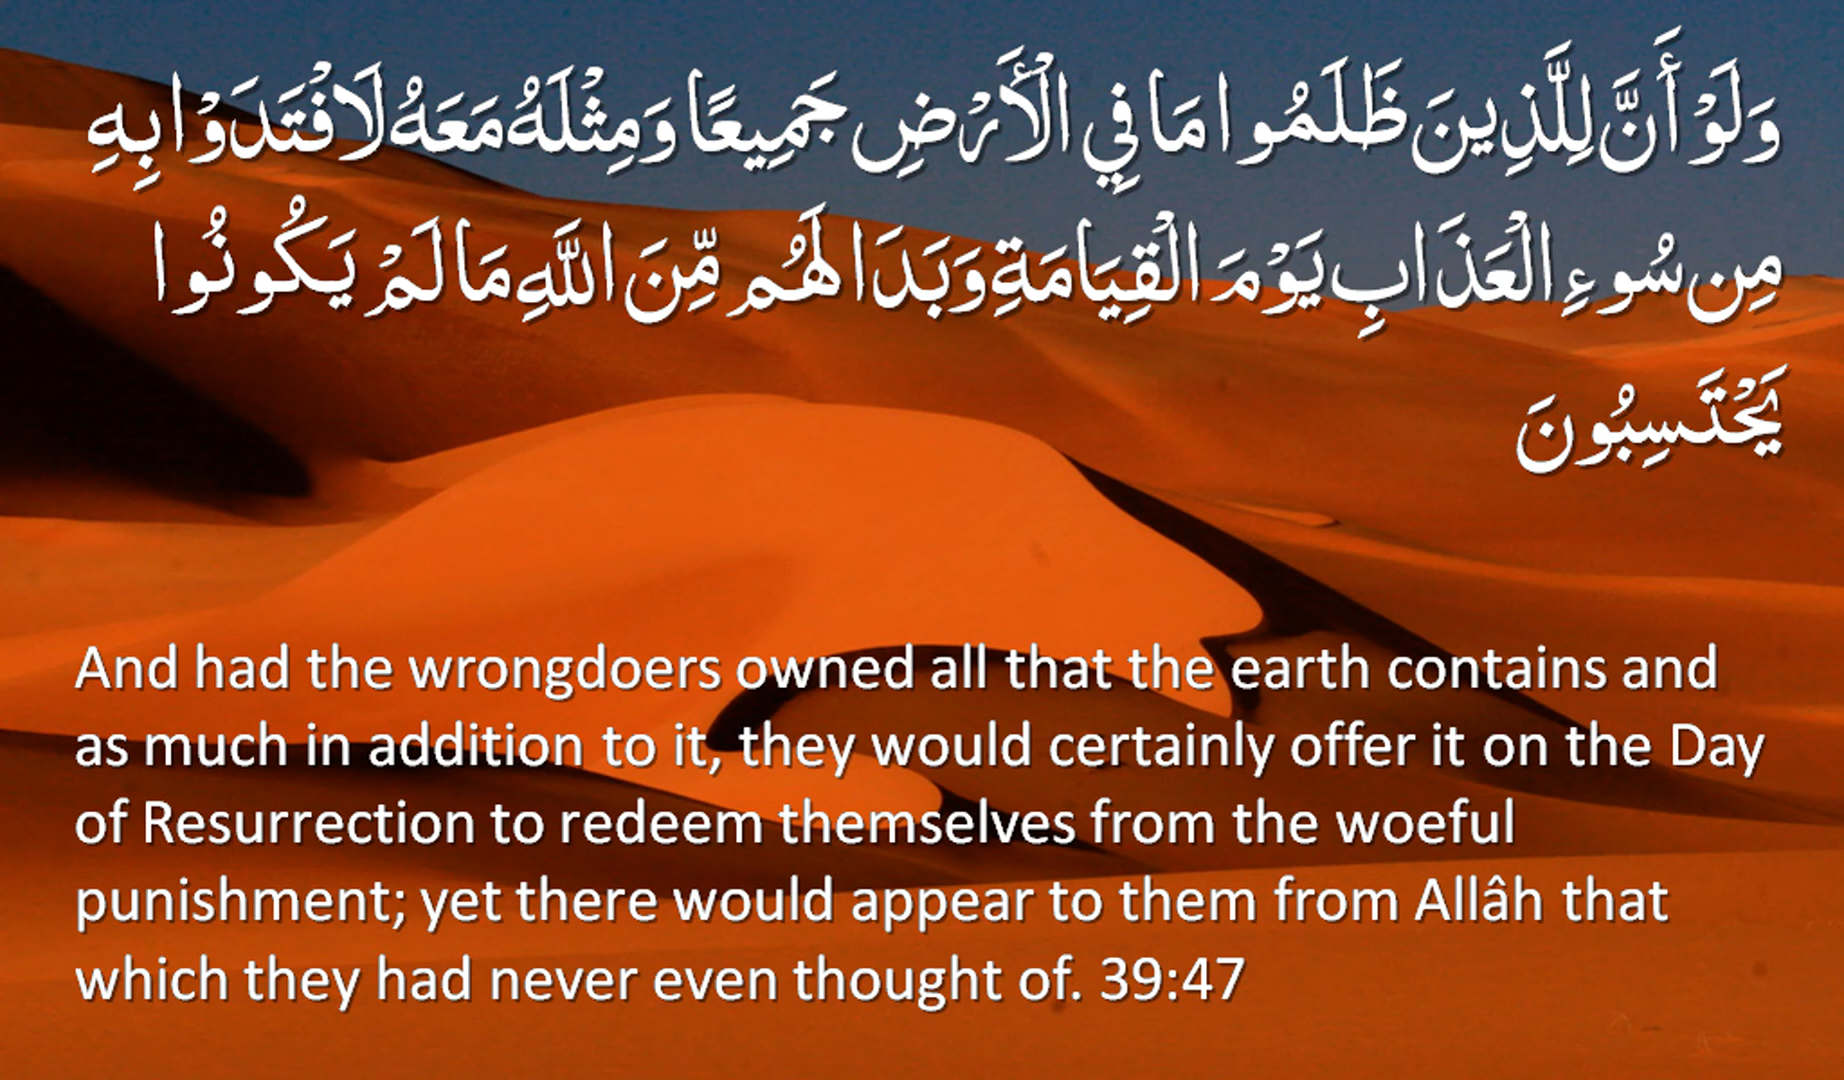 وَلَوْ أَنَّ لِلَّذِينَ ظَلَمُوا مَا فِي الْأَرْضِ جَمِيعًا وَمِثْلَهُ مَعَهُ لَافْتَدَوْا بِهِ
مِن سُوءِ الْعَذَابِ يَوْمَ الْقِيَامَةِ وَبَدَا لَهُم مِّنَ اللَّهِ مَا لَمْ يَكُونُوا
يَحْتَسِبُونَ
And had the wrongdoers owned all that the earth contains and
as much in addition to it, they would certainly offer it on the Day
of Resurrection to redeem themselves from the woeful
punishment; yet there would appear to them from Allâh that
which they had never even thought of. 39:47